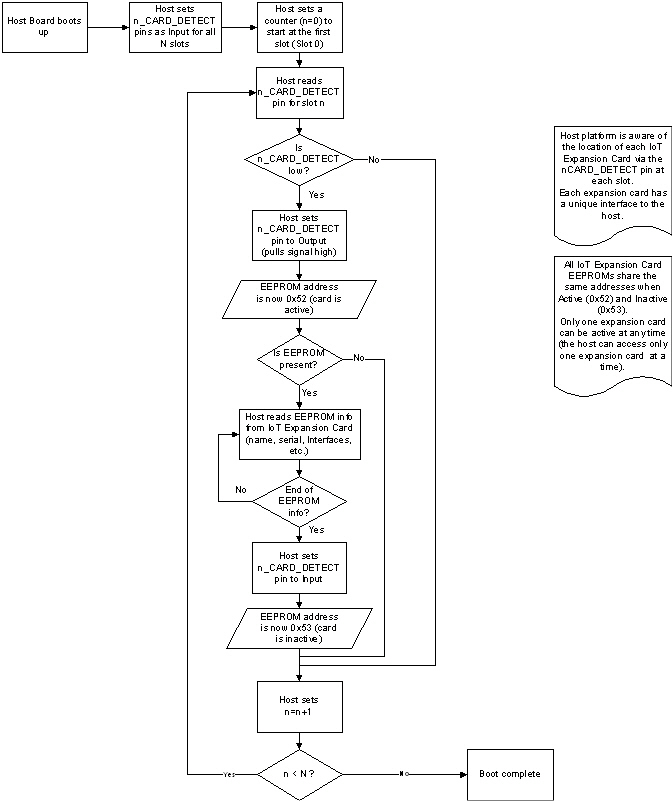 Host Board boots
up
Host sets
n_CARD_DETECT
pins as Input for all
N slots
Host sets a
counter (n=0) to
start at the first
slot (Slot 0)
Host reads
n_CARD_DETECT
pin for slot n
Is
n_CARD_DETECT
low?
No
Yes
Host sets
n_CARD_DETECT
pin to Output
(pulls signal high)
EEPROM address
is now 0x52 (card is
active)
Is EEPROM
present?
No
Yes
Host reads EEPROM info
from IoT Expansion Card
(name, serial, Interfaces,
etc.)
No
End of
EEPROM
info?
Yes
Host sets
n_CARD_DETECT
pin to Input
EEPROM address
is now 0x53 (card
is inactive)
Host sets
n=n+1
Yes
n < N ?
No
Boot complete
Host platform is aware of
the location of each IoT
Expansion Card via the
nCARD_DETECT pin at
each slot.
Each expansion card has
a unique interface to the
host.
All IoT Expansion Card
EEPROMs share the
same addresses when
Active (0x52) and Inactive
(0x53).
Only one expansion card
can be active at any time
(the host can access only
one expansion card at a
time).